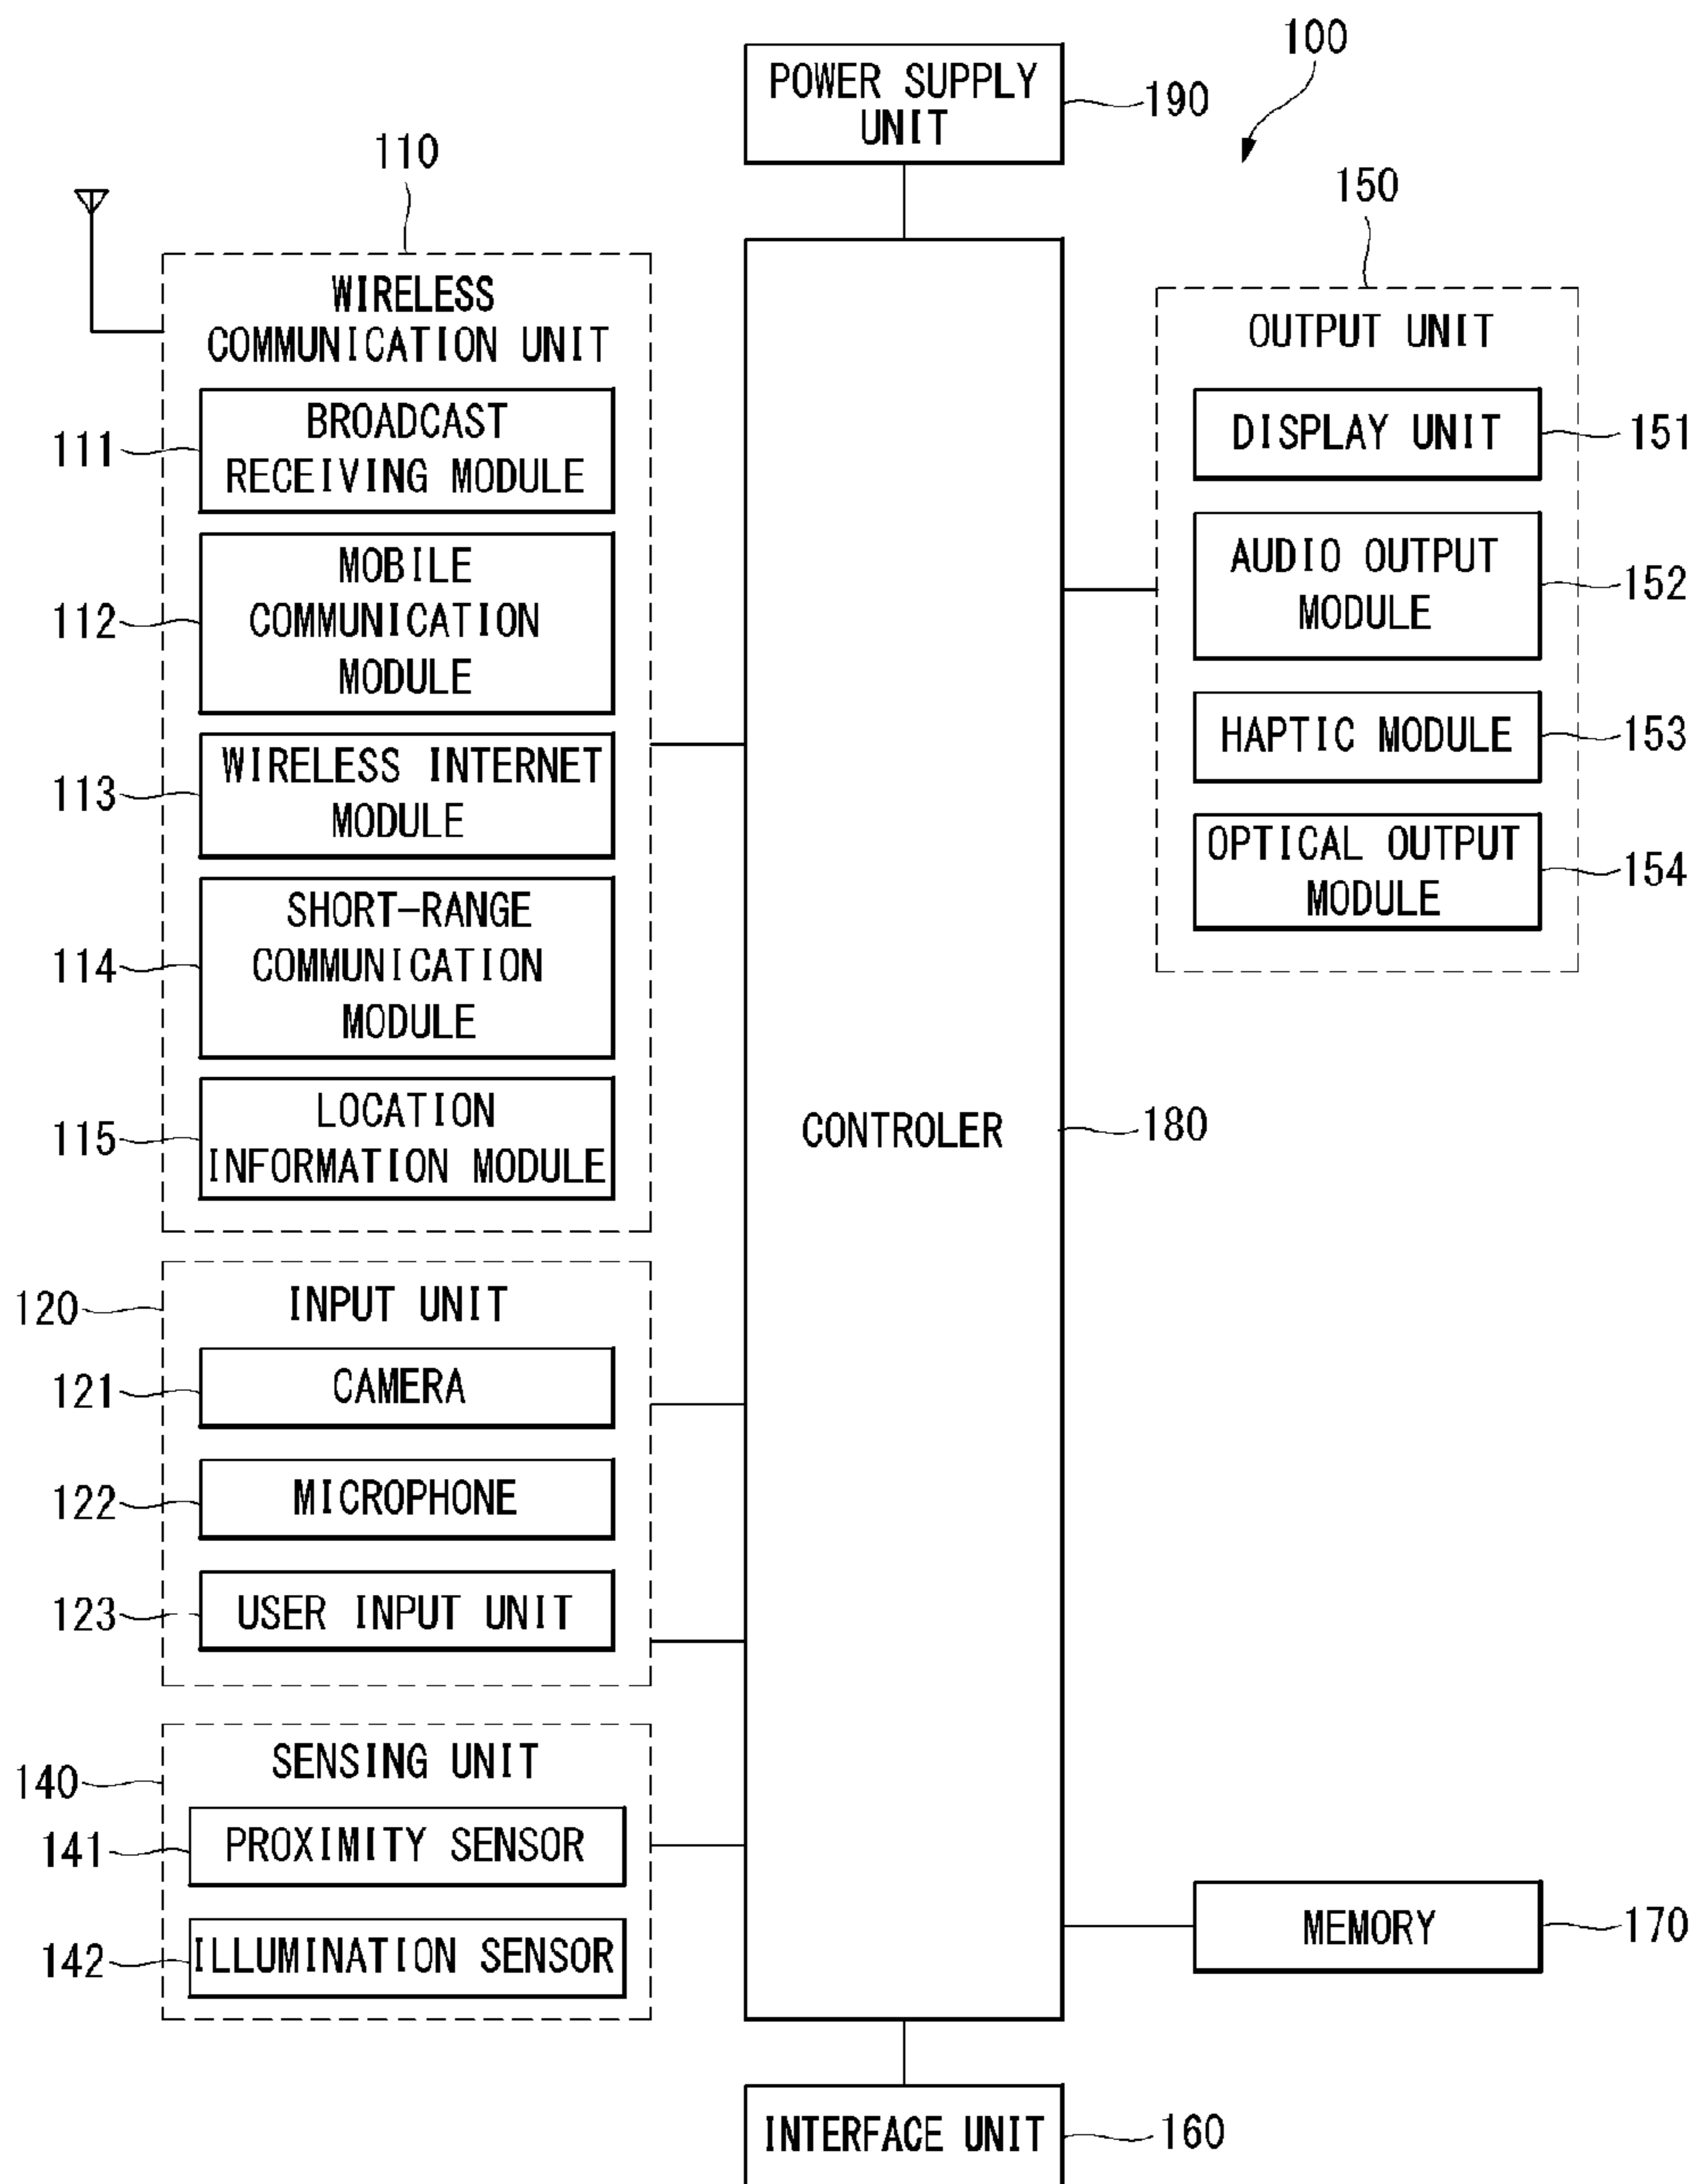 100
POWER SUPPLY
UNIT
190
110
150
WIRELESS
COMMUNICATION UNIT
BROADCAST
RECEIVING MODULE
111
MOBILE
COMMUNICATION
MODULE
112
WIRELESS INTERNET
MODULE
113
SHORT-RANGE
COMMUNICATION
MODULE
114
LOCATION
INFORMATION MODULE
115
INPUT UNIT
120
CAMERA
121
MICROPHONE
122
USER INPUT UNIT
123
SENSING UNIT
140
PROXIMITY SENSOR
141
ILLUMINATION SENSOR
142
CONTROLER
180
OUTPUT UNIT
DISPLAY UNIT
151
AUDIO OUTPUT
MODULE
152
HAPTIC MODULE
153
OPTICAL OUTPUT
MODULE
154
MEMORY
170
INTERFACE UNIT
160